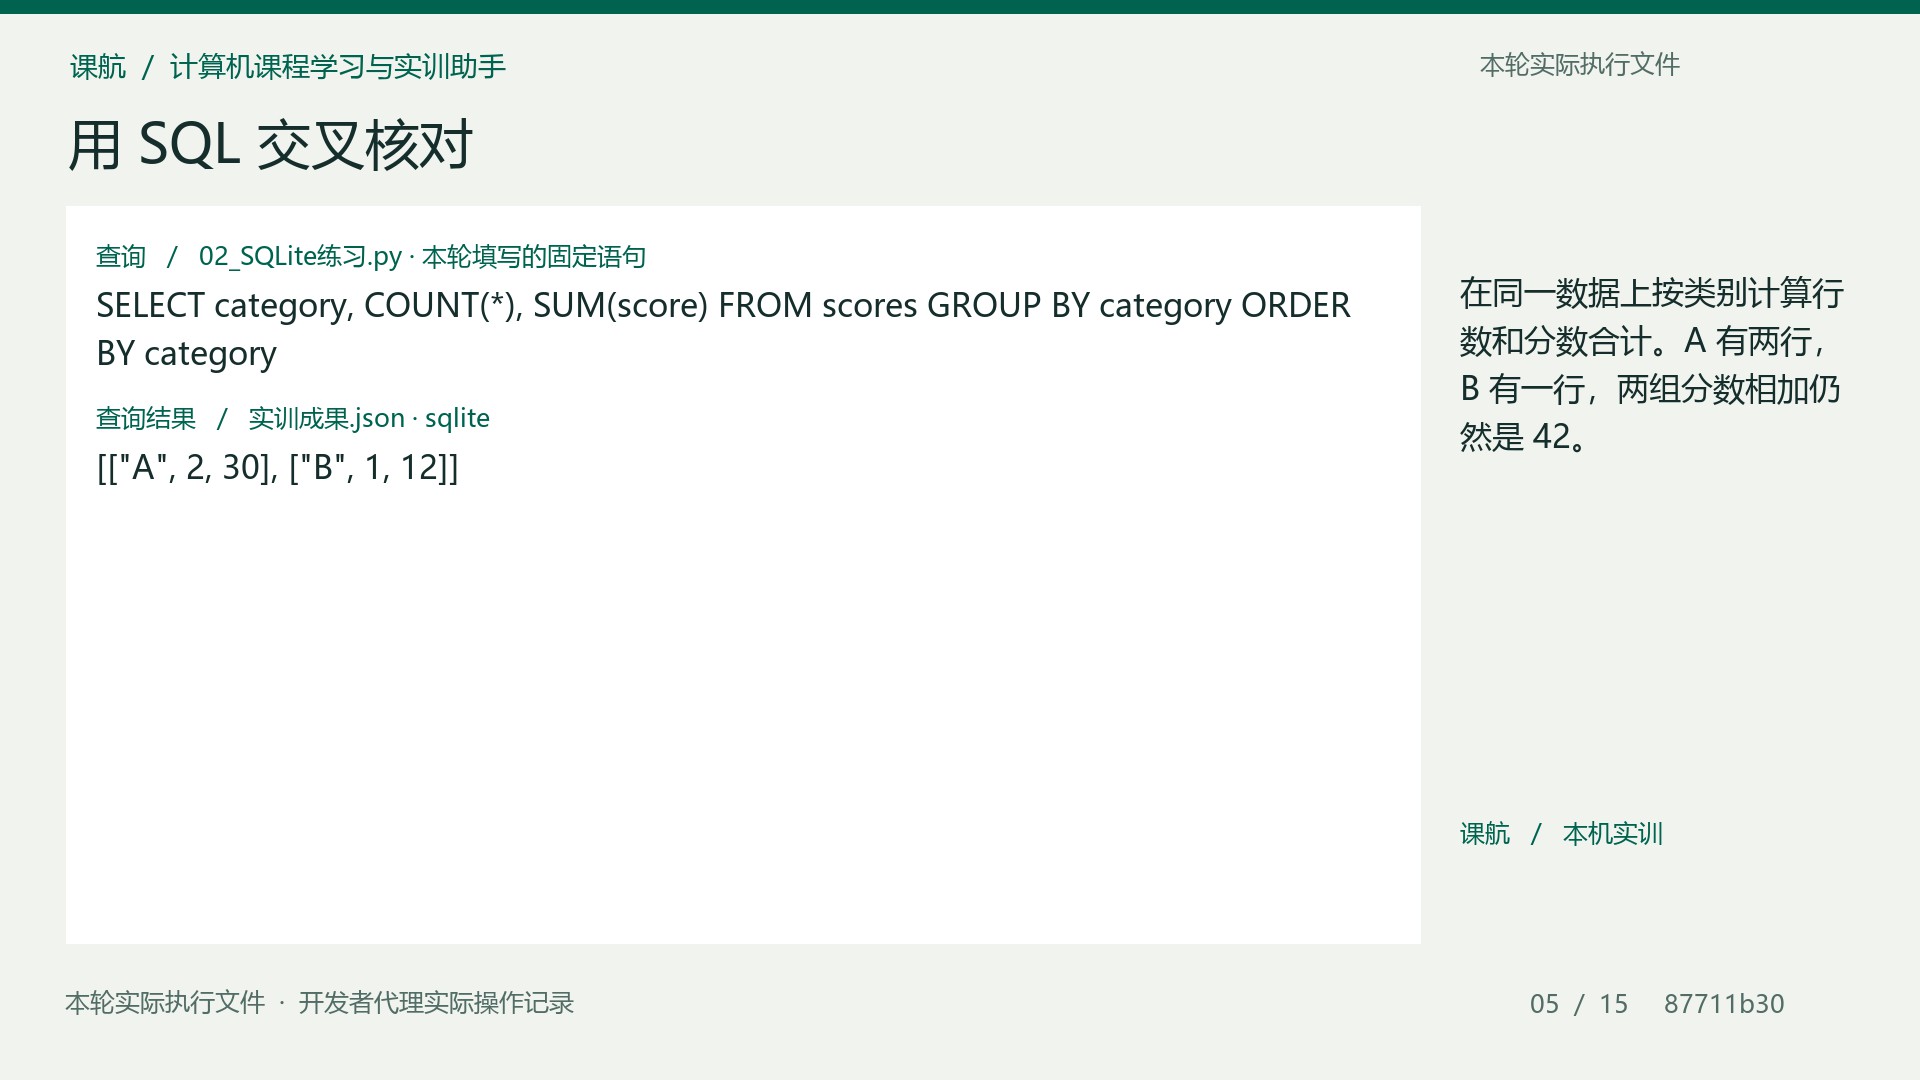 课航 / 计算机课程学习与实训助手
本轮实际执行文件
用 SQL 交叉核对
查询 / 02_SQLite练习.py · 本轮填写的固定语句
SELECT category, COUNT(*), SUM(score) FROM scores GROUP BY category ORDER
BY category
查询结果 / 实训成果.json · sqlite
[["A", 2, 30], ["B", 1, 12]]
在同一数据上按类别计算行
数和分数合计。A 有两行，
B 有一行，两组分数相加仍
然是 42。
课航 / 本机实训
本轮实际执行文件 · 开发者代理实际操作记录
05 / 15 87711b30